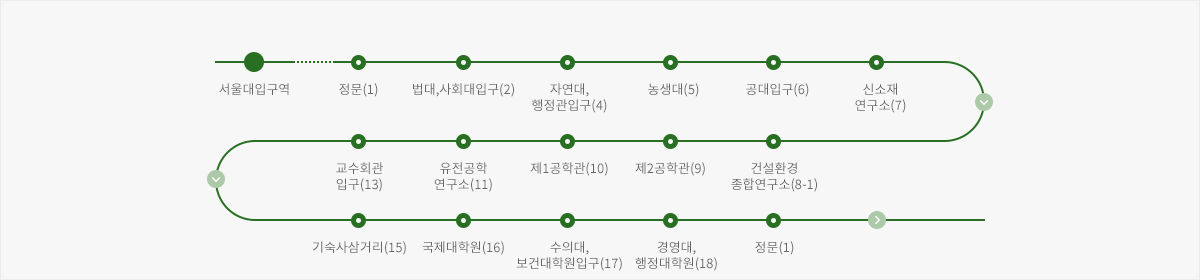 서울대입구역
정문(1)
법대,사회대입구(2)
자연대,
행정관입구(4)
농생대(5)
공대입구(6)
신소재
연구소(7)
교수회관
입구(13)
유전공학
연구소(11)
제1공학관(10)
제2공학관(9)
건설환경
종합연구소(8-1)
기숙사삼거리(15)
국제대학원(16)
수의대,
보건대학원입구(17)
경영대,
행정대학원(18)
정문(1)